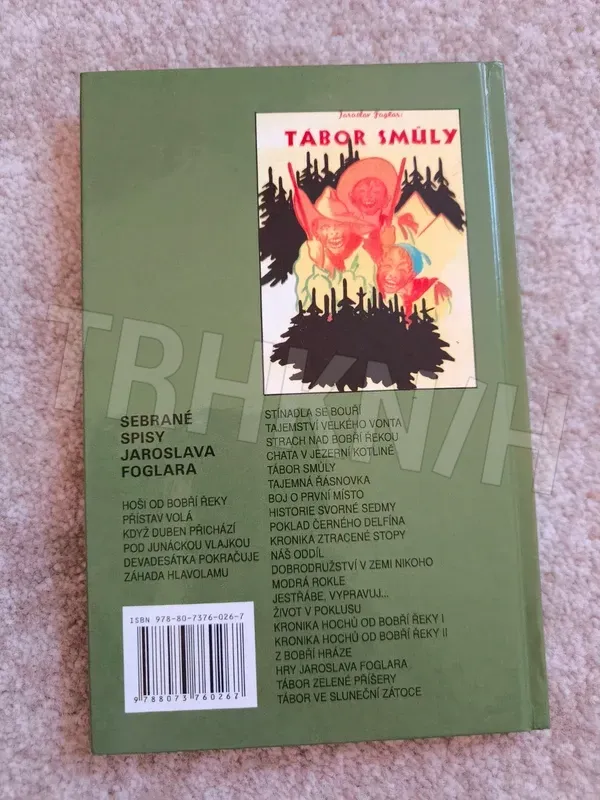 Jaroslav Foglar:
TÁBOR SMŮLY
SEBRANÉ
SPISY
JAROSLAVA
FOGLARA
HOŠI OD BOBŘÍ ŘEKY
PŘÍSTAV VOLÁ
KDYŽ DUBEN PŘICHÁZÍ
POD JUNÁCKOU VLAJKOU
DEVADESÁTKA POKRAČUJE
ZÁHADA HLAVOLAMU
STÍNADLA SE BOUŘÍ
TAJEMSTVÍ VELKÉHO VONTA
STRACH NAD BOBŘÍ ŘEKOU
CHATA V JEZERNÍ KOTLINĚ
TÁBOR SMŮLY
TAJEMNÁ ŘÁSNOVKA
BOJ O PRVNÍ MÍSTO
HISTORIE SVORNÉ SEDMY
POKLAD ČERNÉHO DELFÍNA
KRONIKA ZTRACENÉ STOPY
NÁŠ ODDÍL
DOBRODRUŽSTVÍ V ZEMI NIKOHO
MODRÁ ROKLE
JESTŘÁBE, VYPRAVUJ...
ŽIVOT V POKLUSU
KRONIKA HOCHŮ OD BOBŘÍ ŘEKY I
KRONIKA HOCHŮ OD BOBŘÍ ŘEKY II
Z BOBŘÍ HRÁZE
HRY JAROSLAVA FOGLARA
TÁBOR ZELENÉ PŘÍŠERY
TÁBOR VE SLUNEČNÍ ZÁTOCE
ISBN 978-80-7376-026-7
9 788073 760267
TRHKNIH